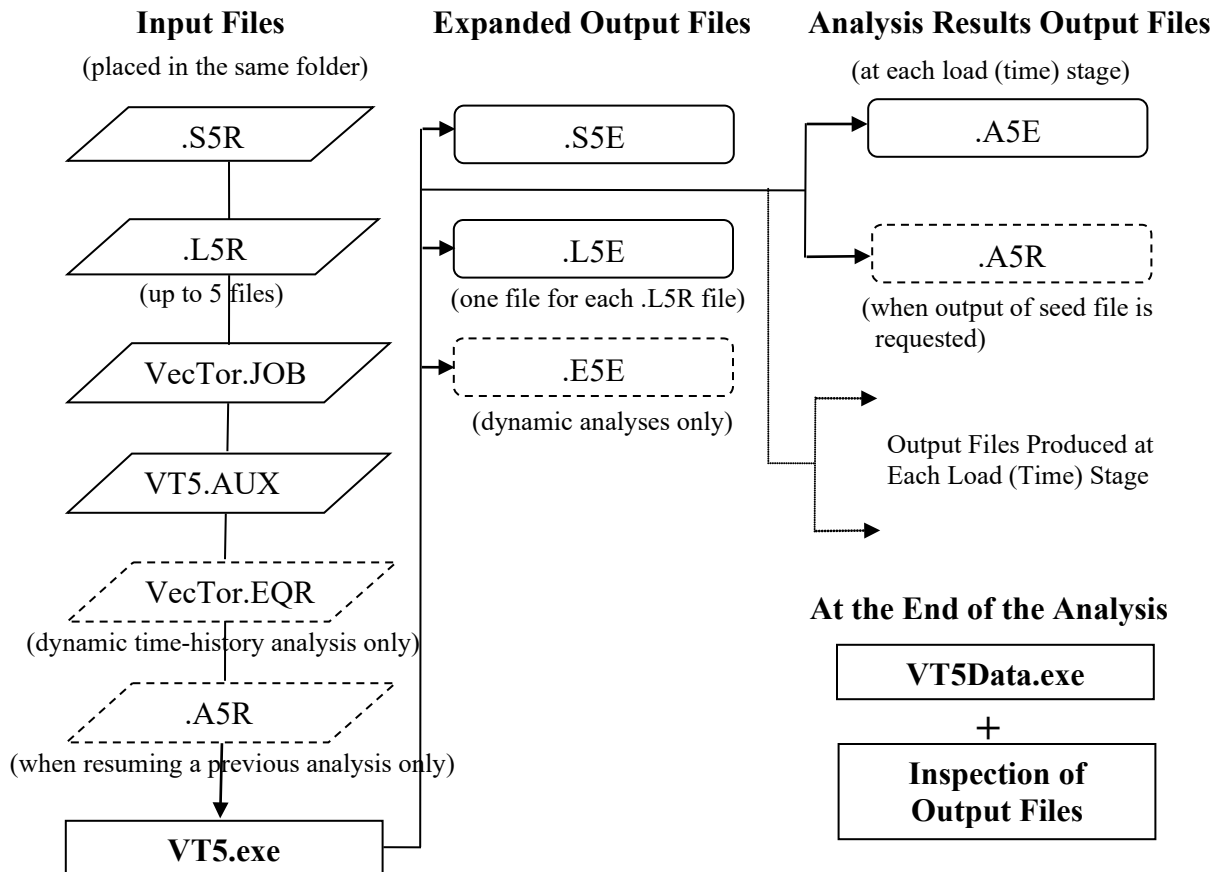 Input Files
(placed in the same folder)
.S5R
.L5R
(up to 5 files)
VecTor.JOB
VT5.AUX
VecTor.EQR
(dynamic time-history analysis only)
.A5R
(when resuming a previous analysis only)
VT5.exe
Expanded Output Files
.S5E
.L5E
(one file for each .L5R file)
.E5E
(dynamic analyses only)
Analysis Results Output Files
(at each load (time) stage)
.A5E
.A5R
(when output of seed file is
requested)
Output Files Produced at
Each Load (Time) Stage
At the End of the Analysis
VT5Data.exe
+
Inspection of
Output Files